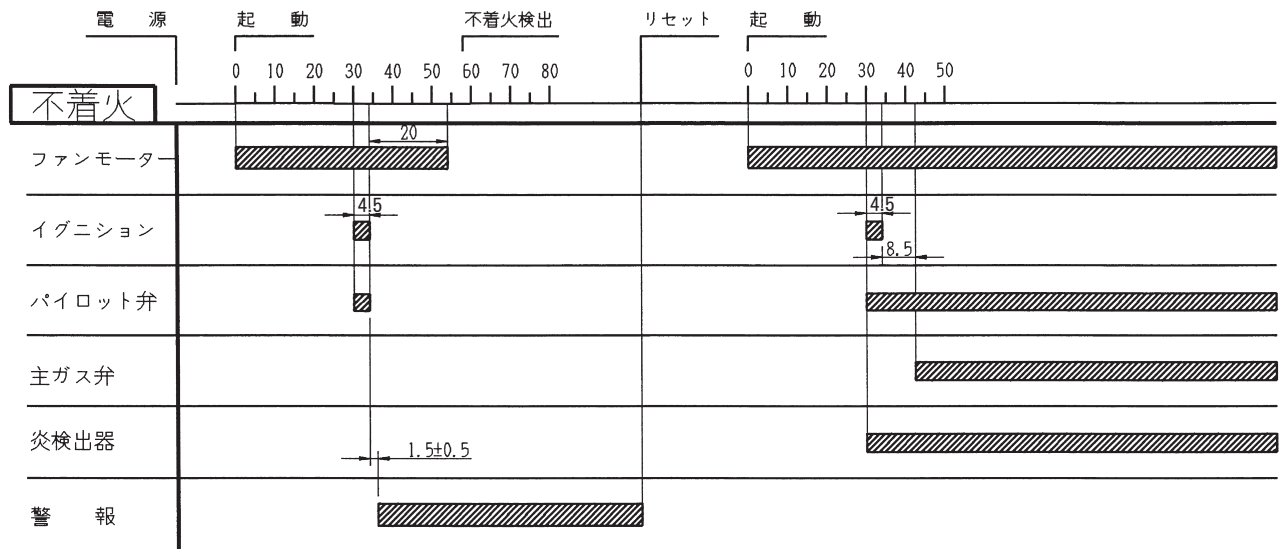 電源 起動 不着火検出 リセット 起動
0 10 20 30 40 50 60 70 80 0 10 20 30 40 50
不着火
20
ファンモーター
4.5 4.5
イグニション
8.5
パイロット弁
主ガス弁
炎検出器
1.5±0.5
警報